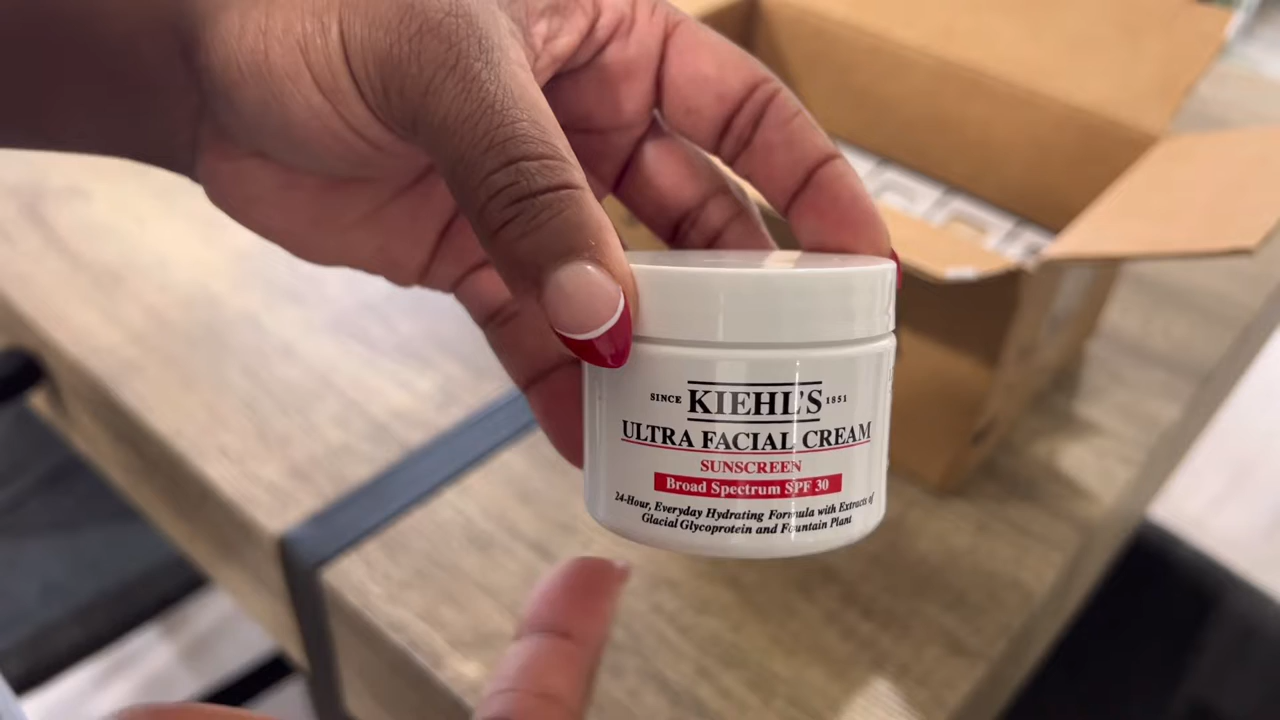 SINCE KIEHL'S 1851
ULTRA FACIAL CREAM
SUNSCREEN
Broad Spectrum SPF 30
24-Hour, Everyday Hydrating Formula with Extracts of
Glacial Glycoprotein and Fountain Plant